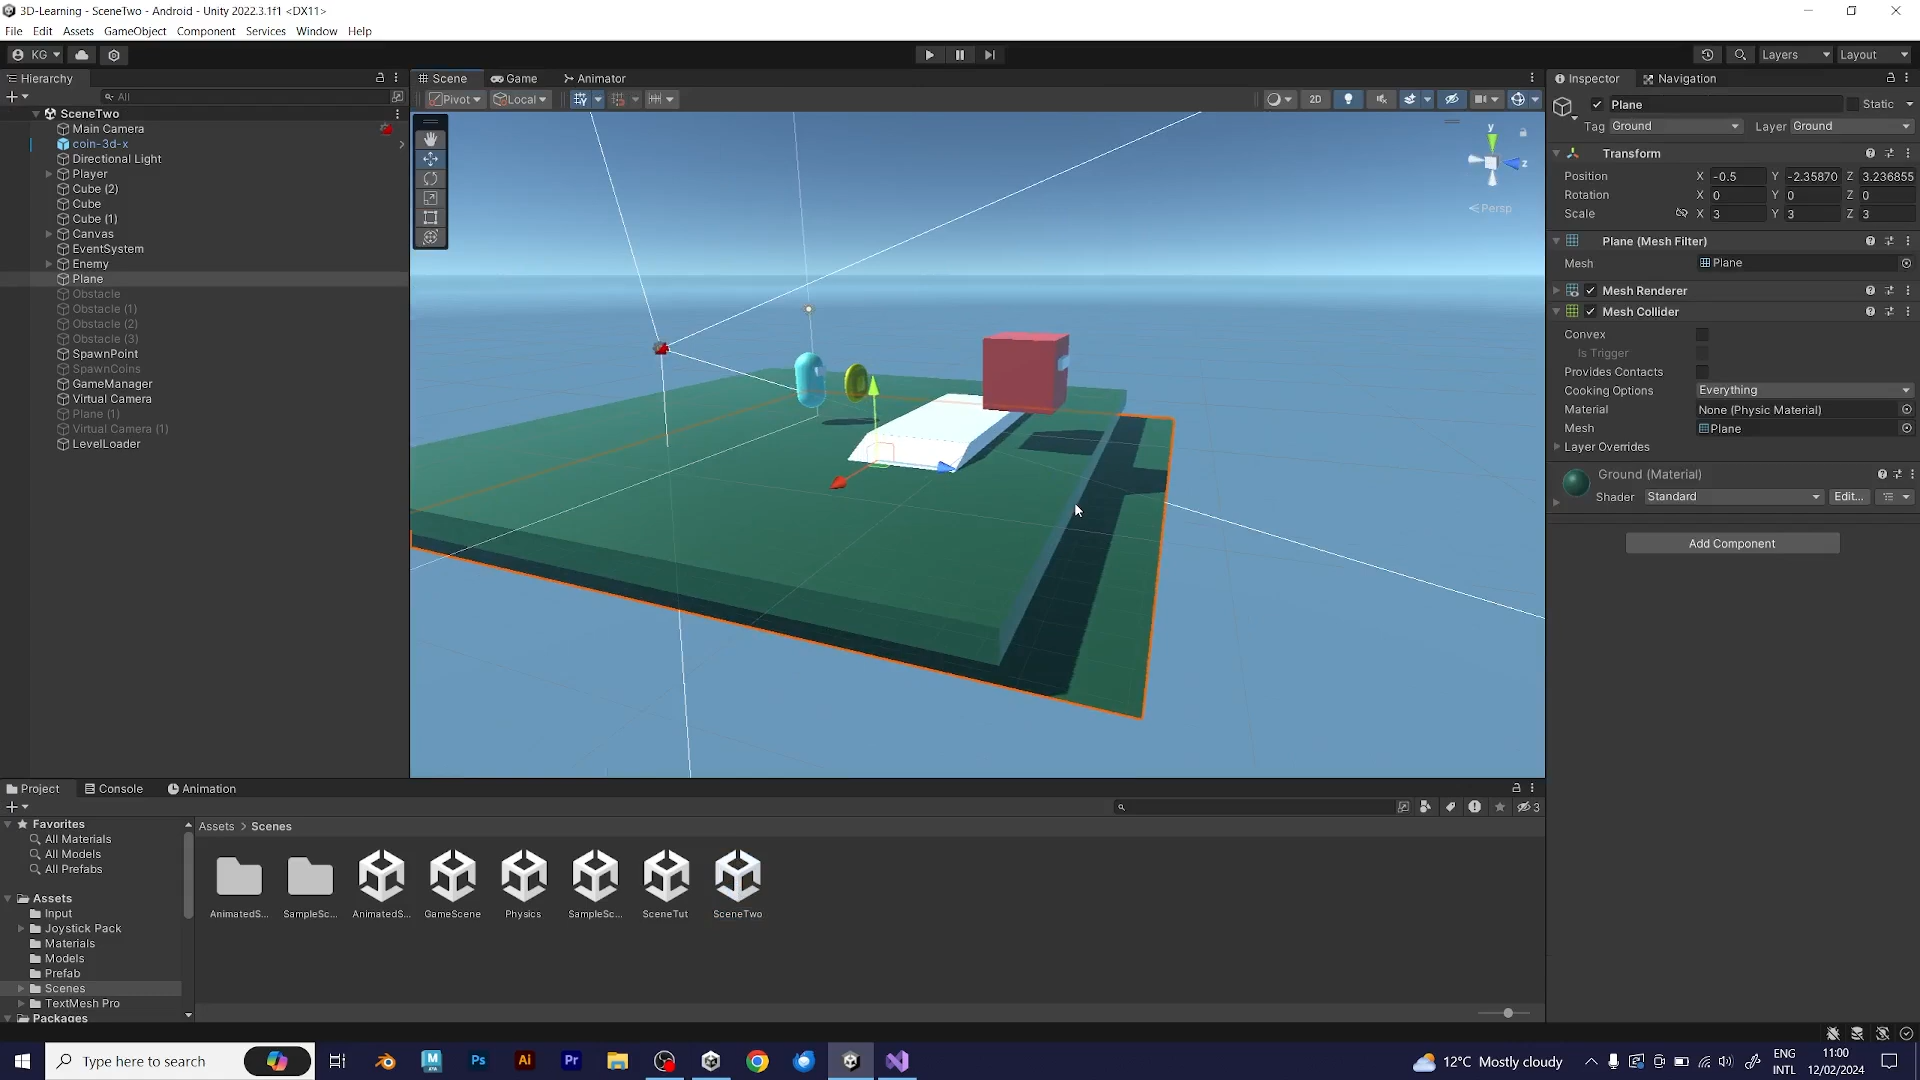 3D-Learning - SceneTwo - Android - Unity 2022.3.1f1 <DX11>
File Edit Assets GameObject Component Services Window Help
KG
Layers
Layout
Hierarchy
Scene
Game
Animator
Inspector
Navigation
All
Pivot
Local
2D
Plane
Static
Tag Ground
Layer Ground
SceneTwo
Main Camera
coin-3d-x
Directional Light
Player
Cube (2)
Cube
Cube (1)
Canvas
EventSystem
Enemy
Plane
Obstacle
Obstacle (1)
Obstacle (2)
Obstacle (3)
SpawnPoint
SpawnCoins
GameManager
Virtual Camera
Plane (1)
Virtual Camera (1)
LevelLoader
y
z
Persp
Transform
Position X -0.5 Y -2.35870 Z 3.236855
Rotation X 0 Y 0 Z 0
Scale X 3 Y 3 Z 3
Plane (Mesh Filter)
Mesh Plane
Mesh Renderer
Mesh Collider
Convex
Is Trigger
Provides Contacts
Cooking Options Everything
Material None (Physic Material)
Mesh Plane
Layer Overrides
Ground (Material)
Shader Standard Edit...
Add Component
Project
Console
Animation
3
Favorites
All Materials
All Models
All Prefabs
Assets
Input
Joystick Pack
Materials
Models
Prefab
Scenes
TextMesh Pro
Packages
Assets > Scenes
AnimatedS...
SampleSc...
AnimatedS...
GameScene
Physics
SampleSc...
SceneTut
SceneTwo
Type here to search
Ps
Ai
Pr
12°C Mostly cloudy
ENG
INTL
11:00
12/02/2024